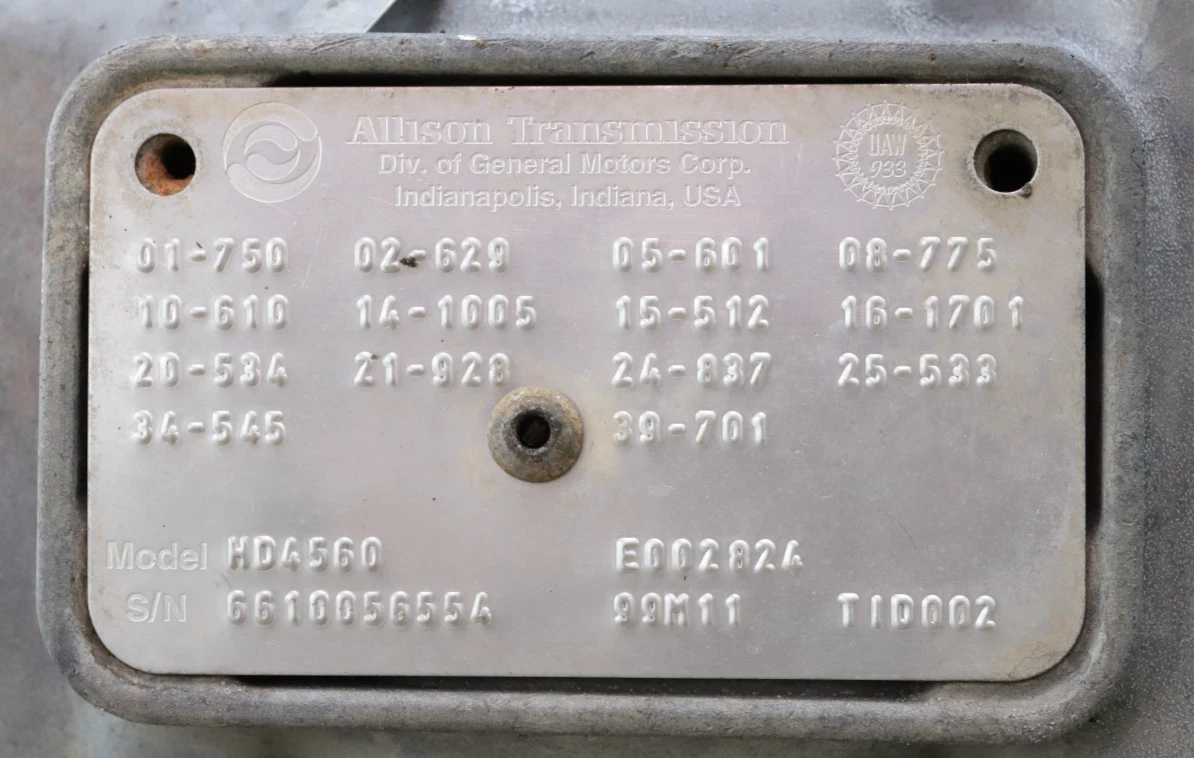 Allison Transmission
Div. of General Motors Corp.
Indianapolis, Indiana, USA
UAW
933
01-750 02-629 05-601 08-775
10-610 14-1005 15-512 16-1701
20-534 21-928 24-837 25-533
34-545 39-701
Model HD4560 E00282A
S/N 661005655A 99M11 TID002